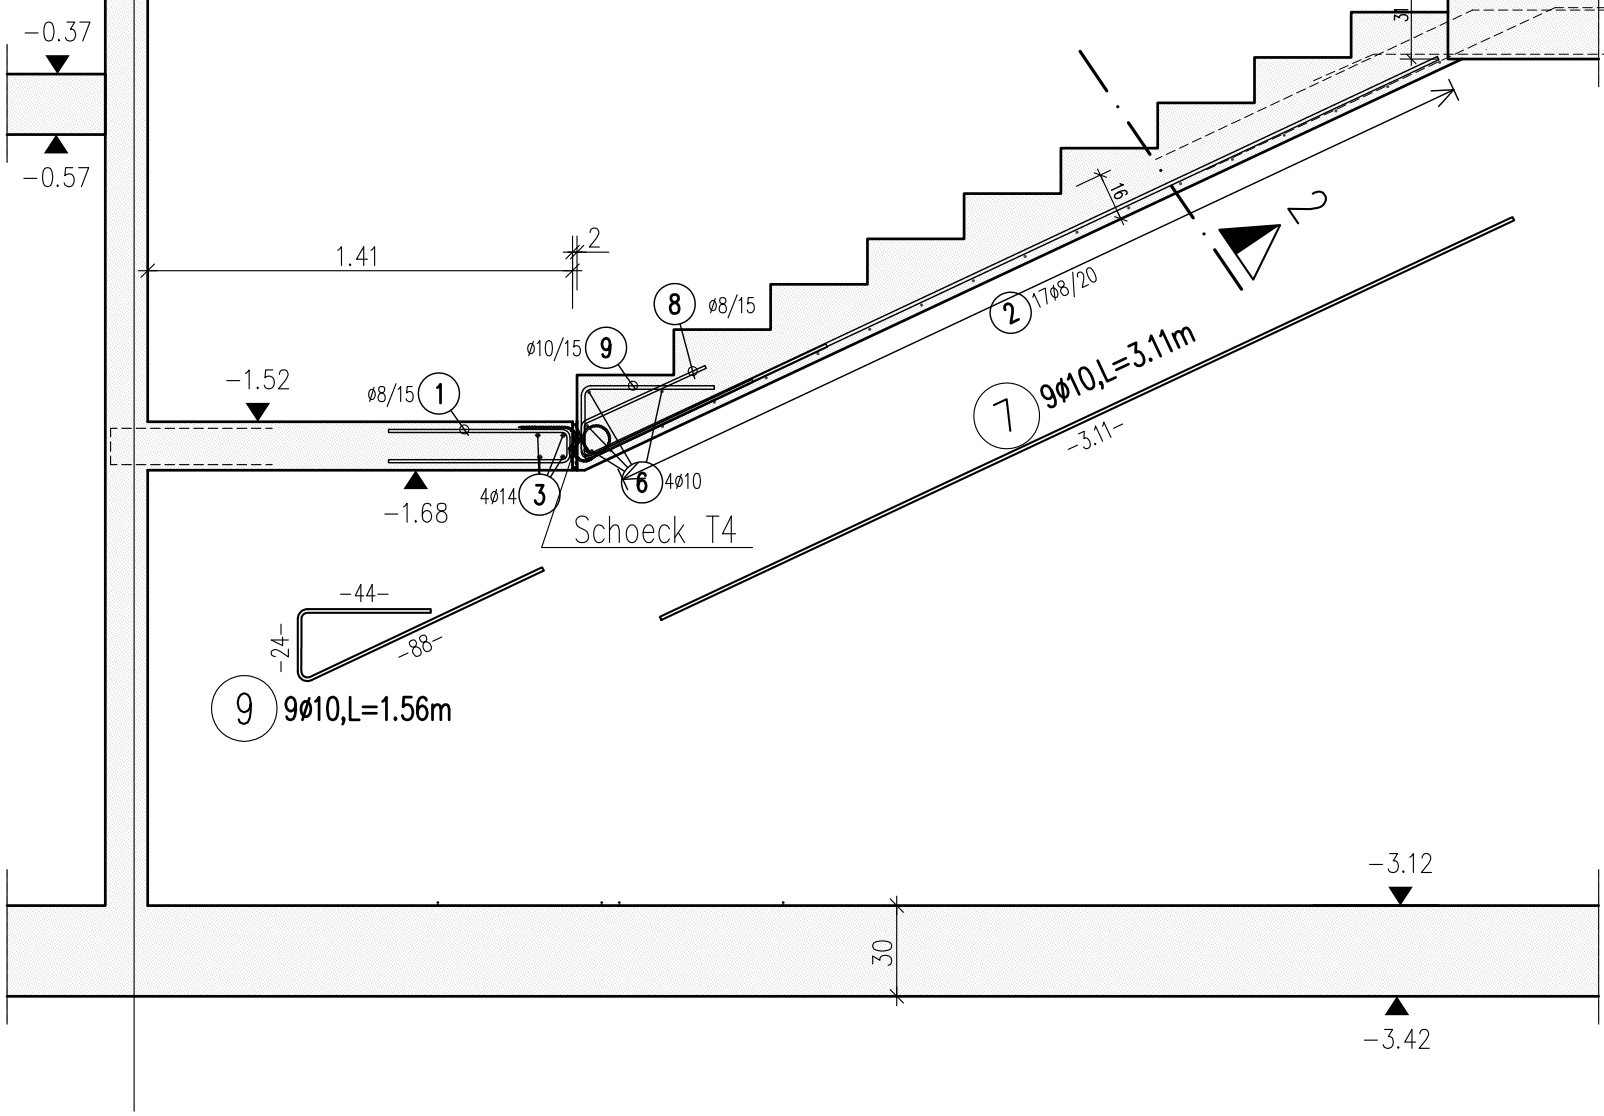 -0.37
31
-0.57
16
2
2
1.41
2 17ø8/20
8 ø8/15
ø10/15 9
7 9ø10,L=3.11m
-1.52
ø8/15 1
-3.11-
4ø14 3
6 4ø10
-1.68
Schoeck T4
-44-
-24-
-88-
9 9ø10,L=1.56m
-3.12
30
-3.42